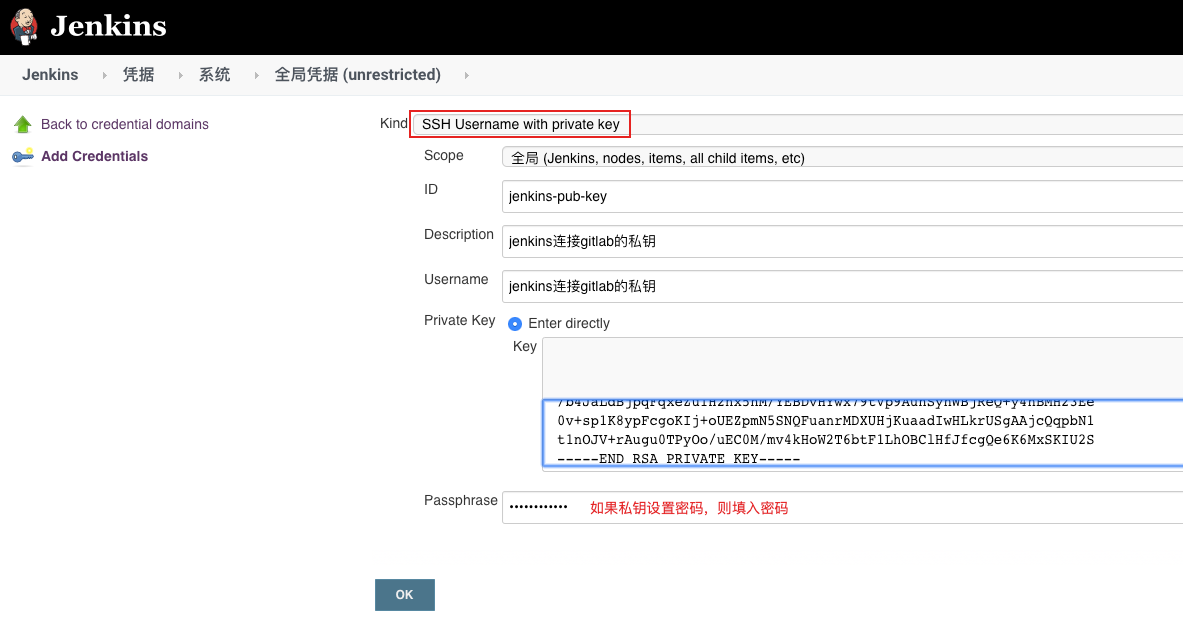 Jenkins
Jenkins 凭据 系统 全局凭据 (unrestricted)
Back to credential domains
Add Credentials
Kind SSH Username with private key
Scope 全局 (Jenkins, nodes, items, all child items, etc)
ID jenkins-pub-key
Description jenkins连接gitlab的私钥
Username jenkins连接gitlab的私钥
Private Key Enter directly
Key
0v+sp1K8ypFcgoKIj+oUEZpmN5SNQFuanrMDXUHjKuaadIwHLkrUSgAAjcQqpbN1
t1nOJV+rAugu0TPyOo/uEC0M/mv4kHoW2T6btF1LhOBClHfJfcgQe6K6MxSKIU2S
-----END RSA PRIVATE KEY-----
Passphrase •••••••••••• 如果私钥设置密码，则填入密码
OK